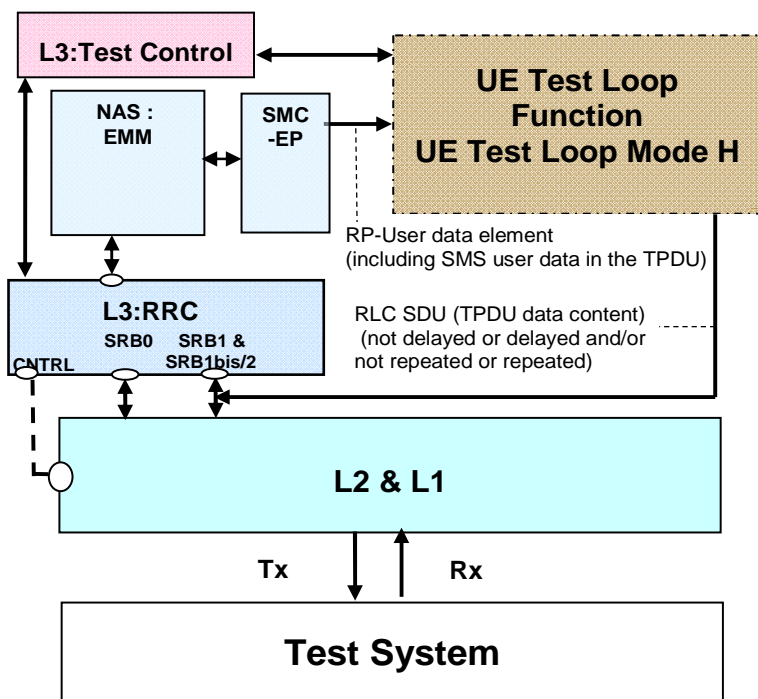 L3:Test Control
UE Test Loop
Function
UE Test Loop Mode H
NAS :
EMM
SMC
-EP
RP-User data element
(including SMS user data in the TPDU)
L3:RRC
SRB0
SRB1 &
SRB1bis/2
CNTRL
RLC SDU (TPDU data content)
(not delayed or delayed and/or
not repeated or repeated)
L2 & L1
Tx
Rx
Test System